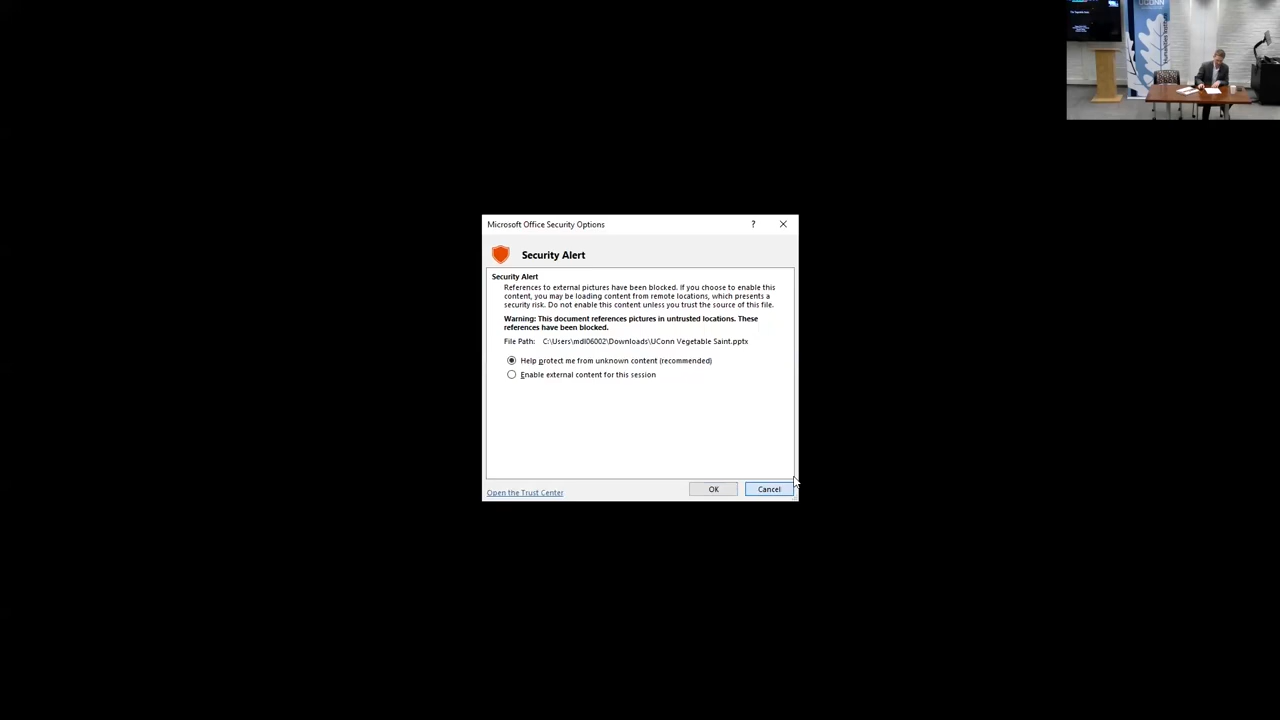 UCONN
Humanities Institute
Microsoft Office Security Options
?
Security Alert
Security Alert
References to external pictures have been blocked. If you choose to enable this
content, you may be loading content from remote locations, which presents a
security risk. Do not enable this content unless you trust the source of this file.
Warning: This document references pictures in untrusted locations. These
references have been blocked.
File Path: C:\Users\mdl06002\Downloads\UConn Vegetable Saint.pptx
Help protect me from unknown content (recommended)
Enable external content for this session
Open the Trust Center
OK
Cancel